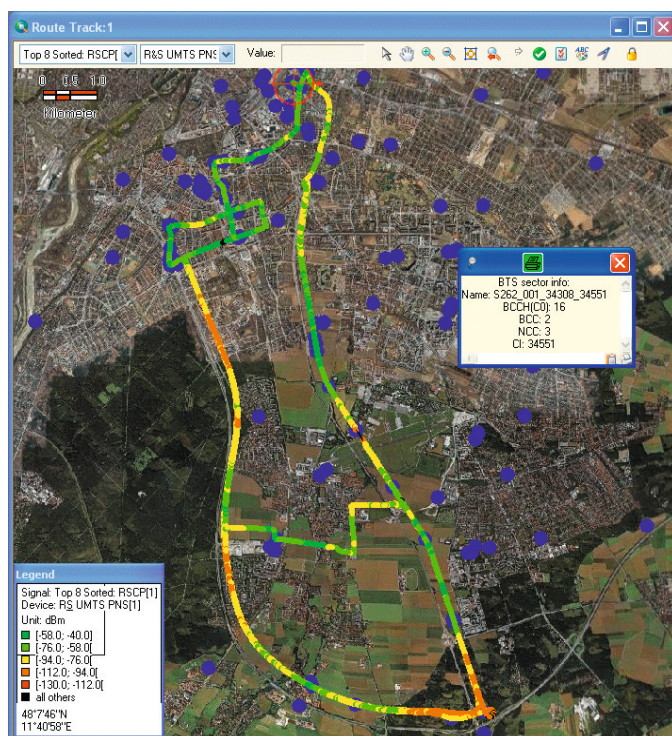 Route Track:1
Top 8 Sorted: RSCP[ R&S UMTS PNS[ Value:
0 0.5 1.0
Kilometer
BTS sector info:
Name: S262_001_34308_34551
BCCH(C0): 16
BCC: 2
NCC: 3
CI: 34551
Legend
Signal: Top 8 Sorted: RSCP[1]
Device: RS UMTS PNS[1]
Unit: dBm
[-58.0; -40.0]
[-76.0; -58.0[
[-94.0; -76.0[
[-112.0; -94.0[
[-130.0; -112.0[
all others
48°7'46"N
11°40'58"E